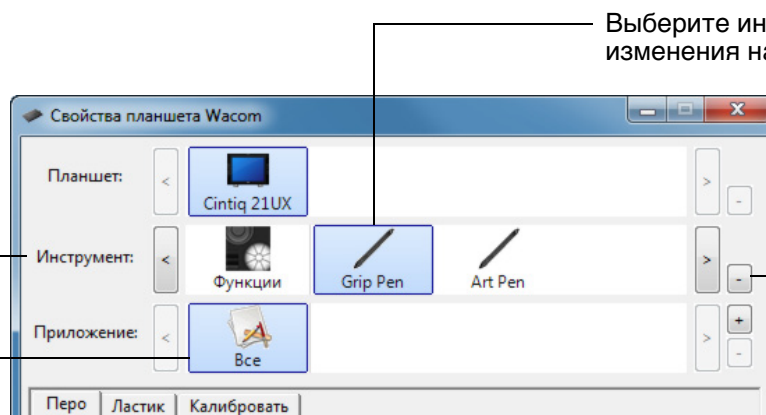 Выберите
изменения
Свойства планшета Wacom
Планшет:
<
Cintiq 21UX
>
-
Инструмент:
<
Функции
Grip Pen
Art Pen
>
-
Приложение:
<
Все
>
+
-
Перо
Ластик
Калибровать